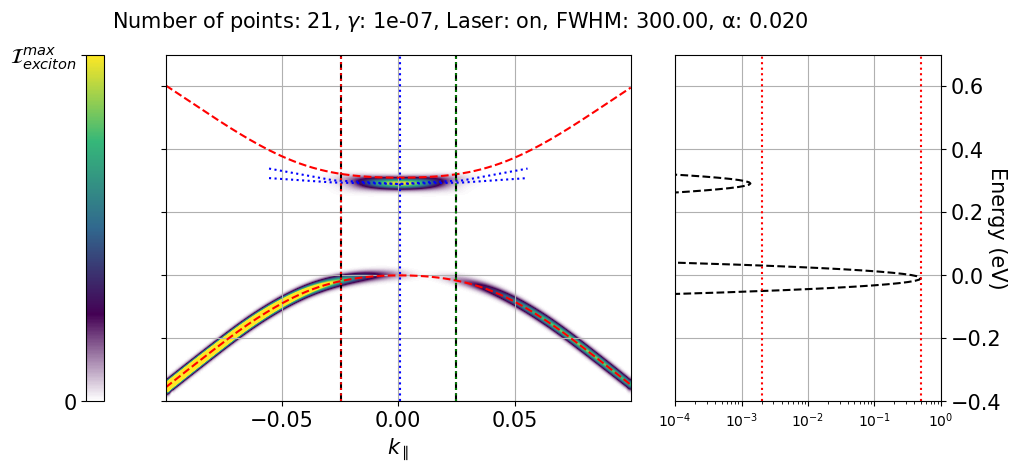 Number of points: 21, γ: 1e-07, Laser: on, FWHM: 300.00, α: 0.020
ℐ^{max}_{exciton}
0
−0.05 0.00 0.05
k_∥
10^{-4} 10^{-3} 10^{-2} 10^{-1} 10^{0}
0.6
0.4
0.2
0.0
−0.2
−0.4
Energy (eV)